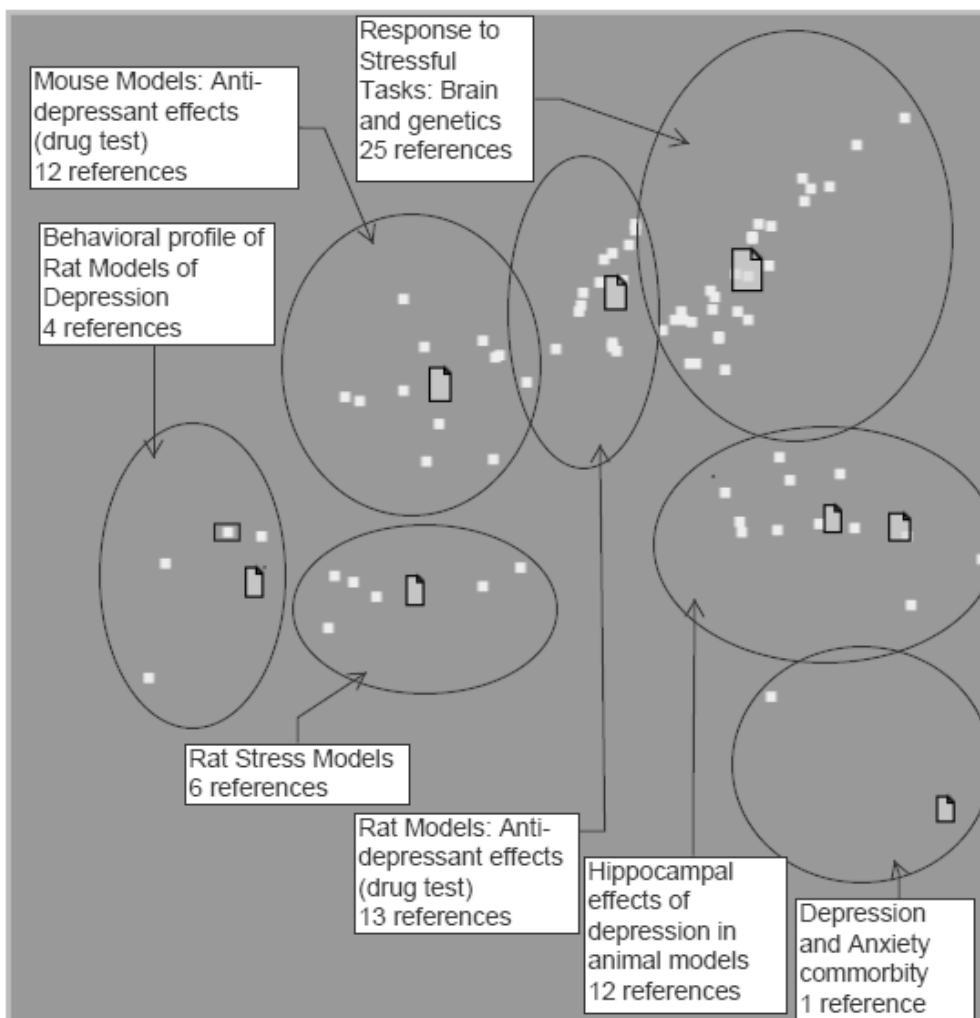 Response to
Stressful
Tasks: Brain
and genetics
25 references
Mouse Models: Anti-
depressant effects
(drug test)
12 references
Behavioral profile of
Rat Models of
Depression
4 references
Rat Stress Models
6 references
Rat Models: Anti-
depressant effects
(drug test)
13 references
Hippocampal
effects of
depression in
animal models
12 references
Depression
and Anxiety
commorbity
1 reference